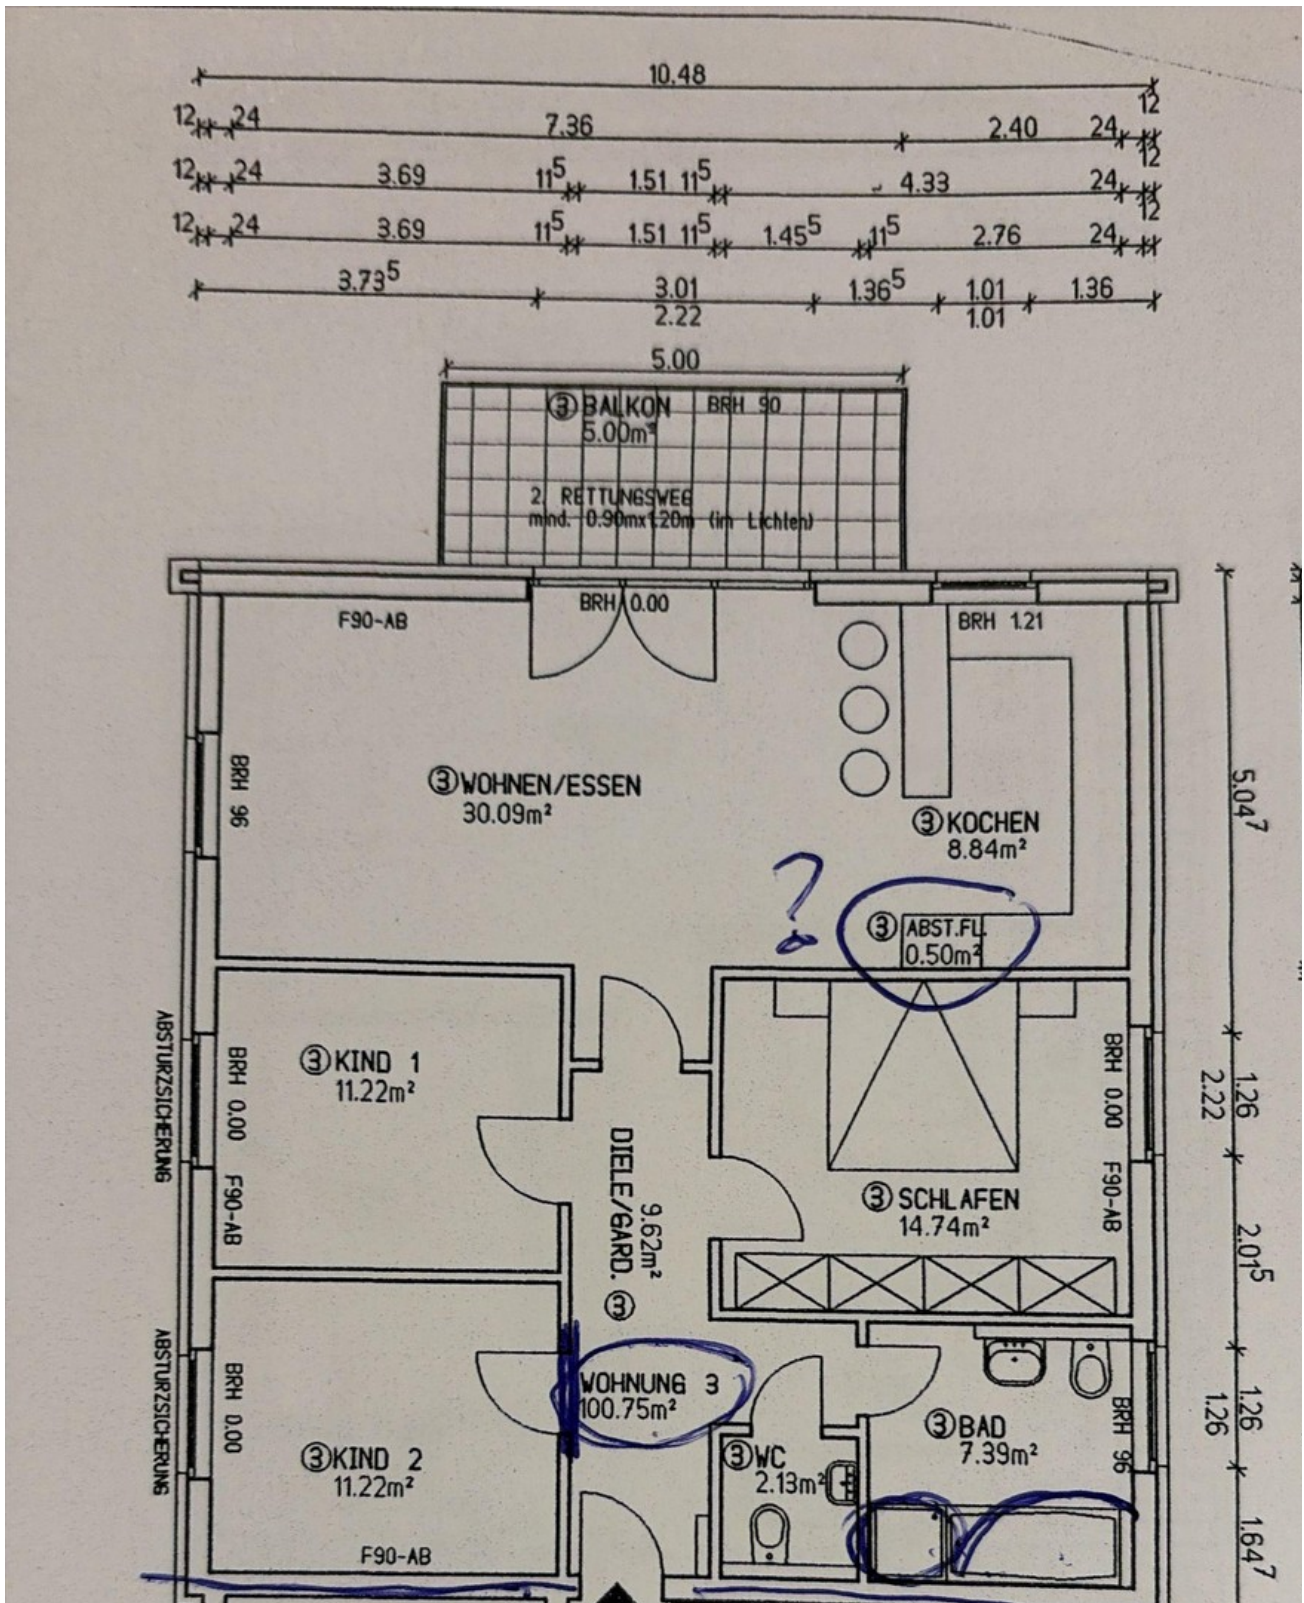 10.48
12 24 7.36 2.40 24 12
12 24 3.69 11⁵ 1.51 11⁵ 4.33 24 12
12 24 3.69 11⁵ 1.51 11⁵ 1.45⁵ 11⁵ 2.76 24 12
3.73⁵ 3.01 1.36⁵ 1.01 1.36
2.22 1.01
5.00
③ BALKON BRH 90
5.00m²
2. RETTUNGSWEG
mind. 0.90mx1.20m (im Lichten)
F90-AB
BRH 0.00
BRH 1.21
BRH 96
③ WOHNEN/ESSEN
30.09m²
5.04⁷
③ KOCHEN
8.84m²
?
③ ABST.FL.
0.50m²
ABSTURZSICHERUNG
BRH 0.00
F90-AB
③ KIND 1
11.22m²
DIELE/GARD. ③
9.62m²
③ SCHLAFEN
14.74m²
BRH 0.00
F90-AB
1.26
2.22
2.01⁵
ABSTURZSICHERUNG
BRH 0.00
③ KIND 2
11.22m²
F90-AB
WOHNUNG 3
100.75m²
③ WC
2.13m²
③ BAD
7.39m²
BRH 96
1.26
1.26
1.64⁷